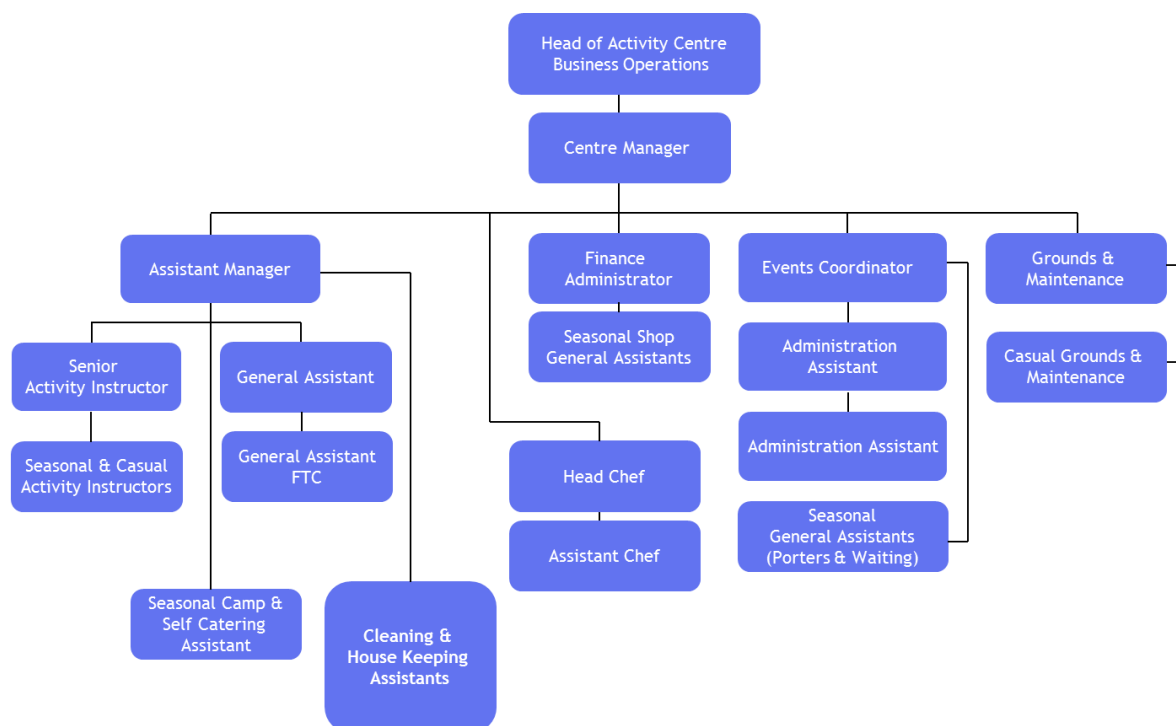 Head of Activity Centre
Business Operations
Centre Manager
Assistant Manager
Finance
Administrator
Events Coordinator
Grounds &
Maintenance
Senior
Activity Instructor
General Assistant
Seasonal Shop
General Assistants
Administration
Assistant
Casual Grounds &
Maintenance
Seasonal & Casual
Activity Instructors
General Assistant
FTC
Head Chef
Administration Assistant
Assistant Chef
Seasonal
General Assistants
(Porters & Waiting)
Seasonal Camp &
Self Catering
Assistant
Cleaning &
House Keeping
Assistants